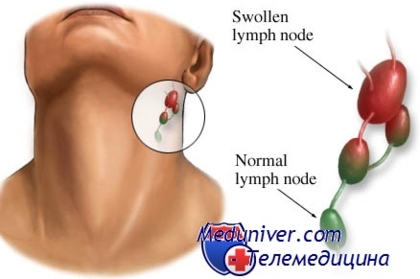 Swollen
lymph node
Normal
lymph node
Meduniver.com
Телемедицина